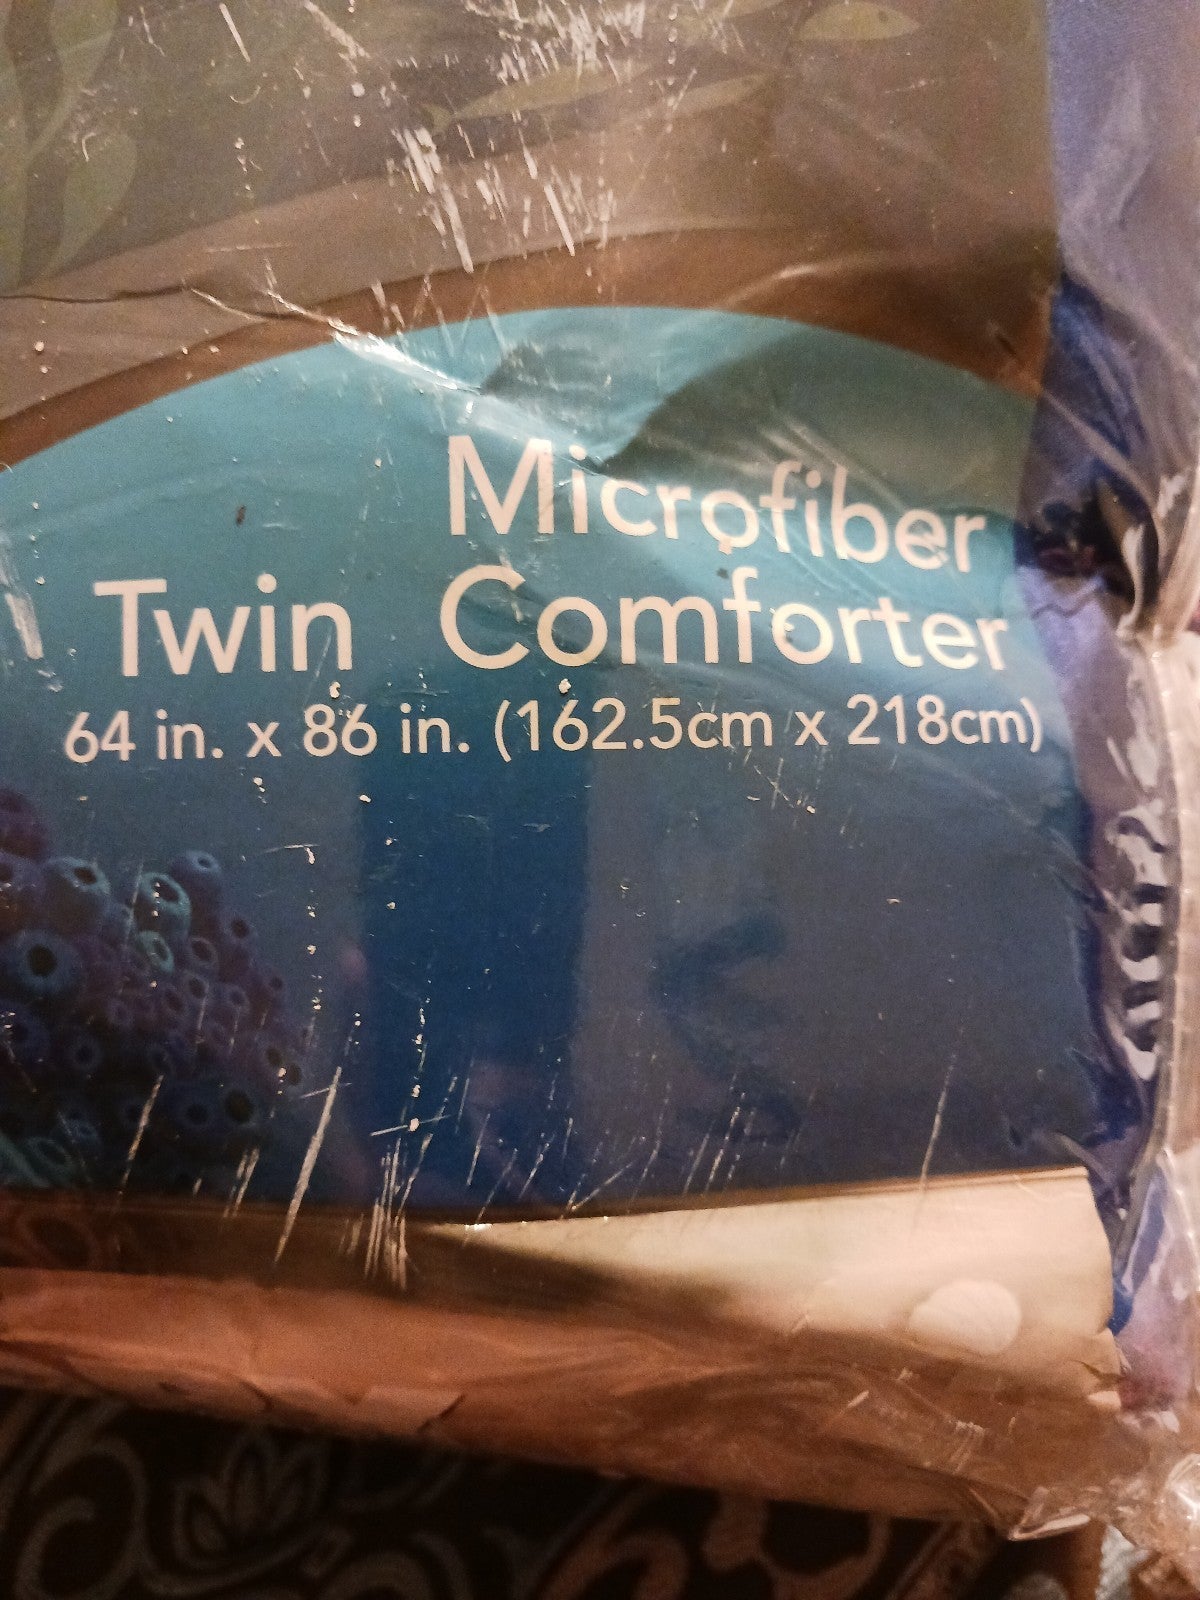 Microfiber
Twin Comforter
64 in. x 86 in. (162.5cm x 218cm)